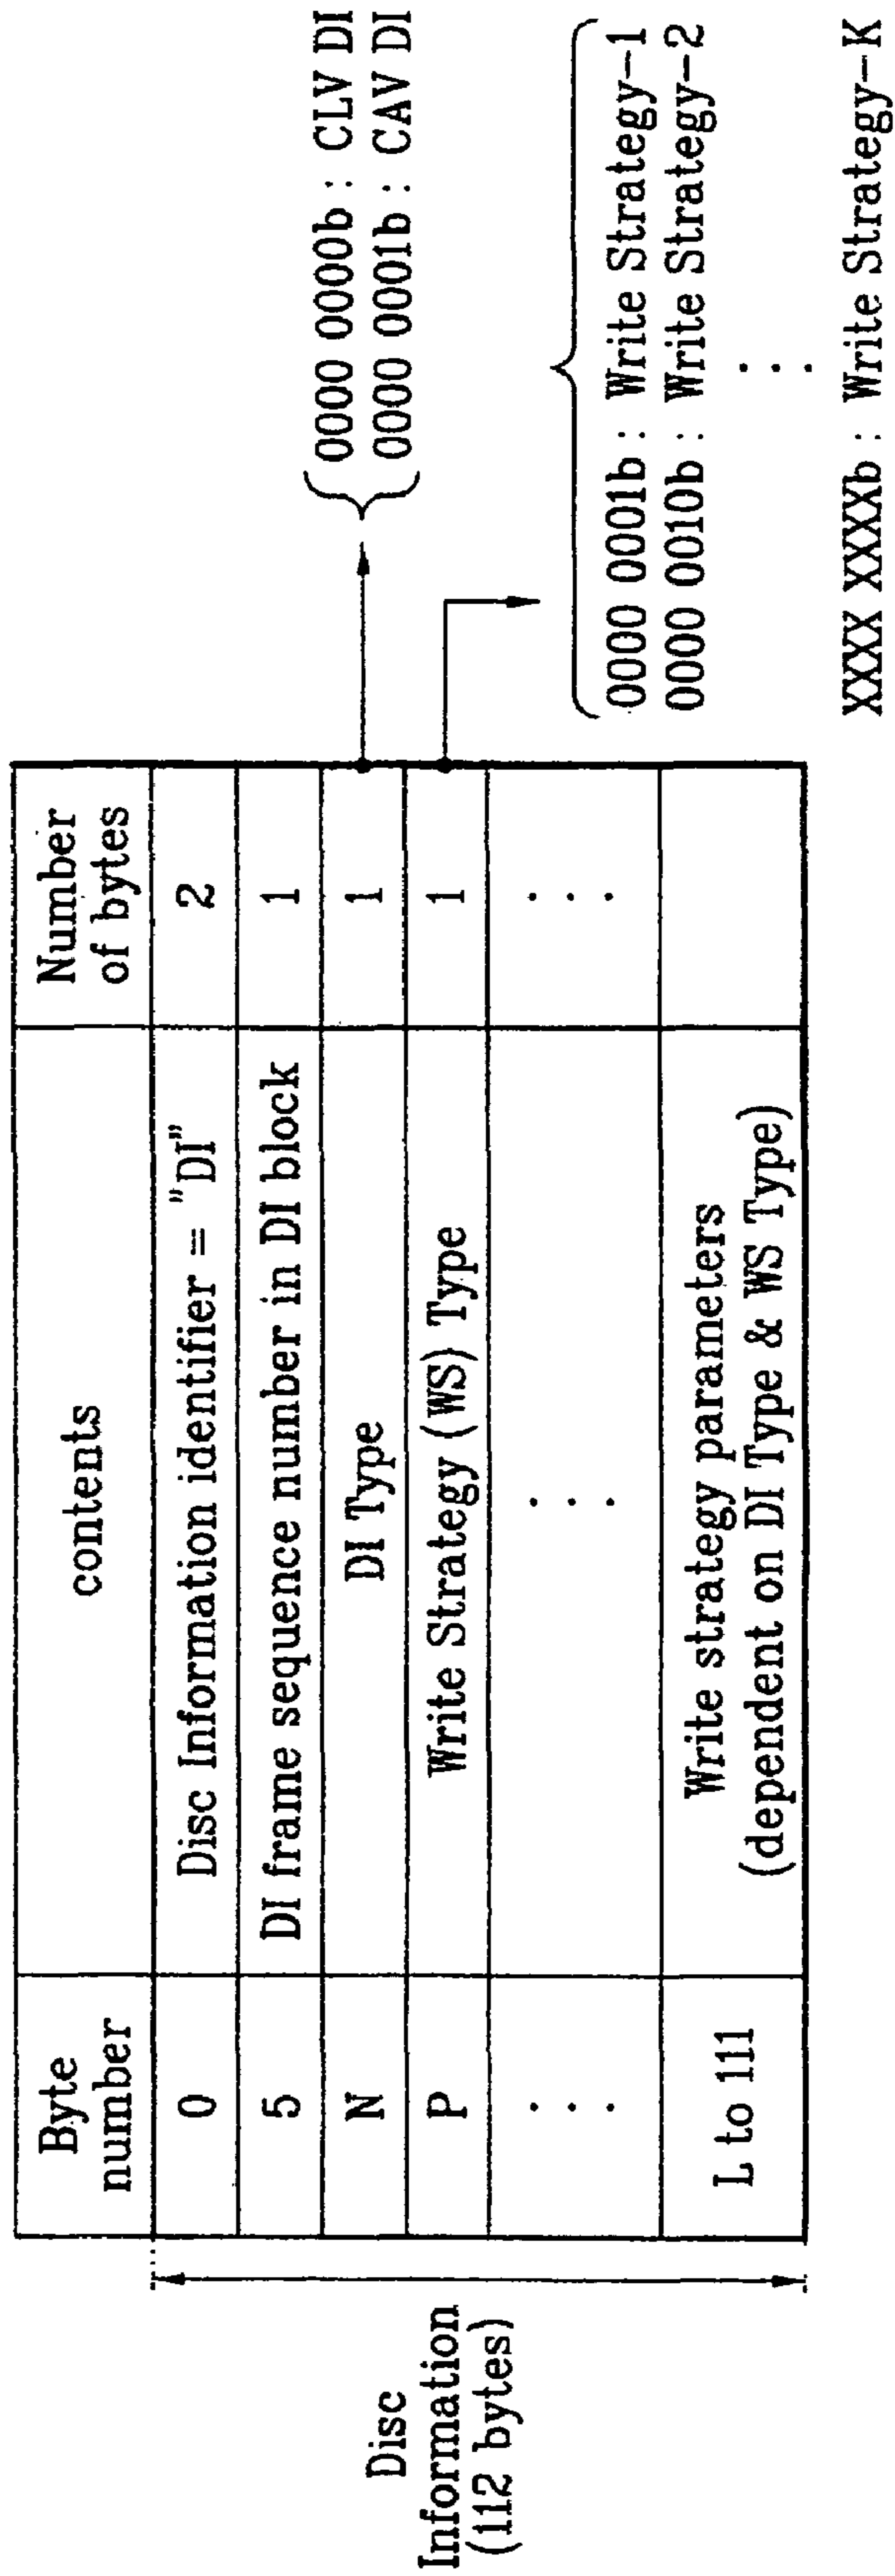 Disc
Information
(112 bytes)
Byte
number
contents
Number
of bytes
0
Disc Information identifier = "DI"
2
5
DI frame sequence number in DI block
1
N
DI Type
1
P
Write Strategy (WS) Type
1
. . .
. . .
. . .
L to 111
Write strategy parameters
(dependent on DI Type & WS Type)
0000 0000b : CLV DI
0000 0001b : CAV DI
0000 0001b : Write Strategy-1
0000 0010b : Write Strategy-2
. . .
XXXX XXXXb : Write Strategy-K